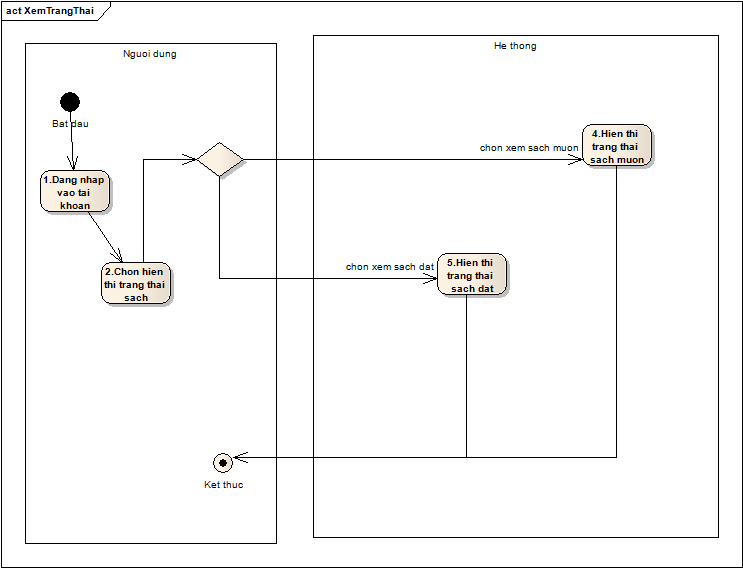 act XemTrangThai
Nguoi dung
He thong
Bat dau
1.Dang nhap
vao tai
khoan
2.Chon hien
thi trang thai
sach
chon xem sach muon
4.Hien thi
trang thai
sach muon
chon xem sach dat
5.Hien thi
trang thai
sach dat
Ket thuc